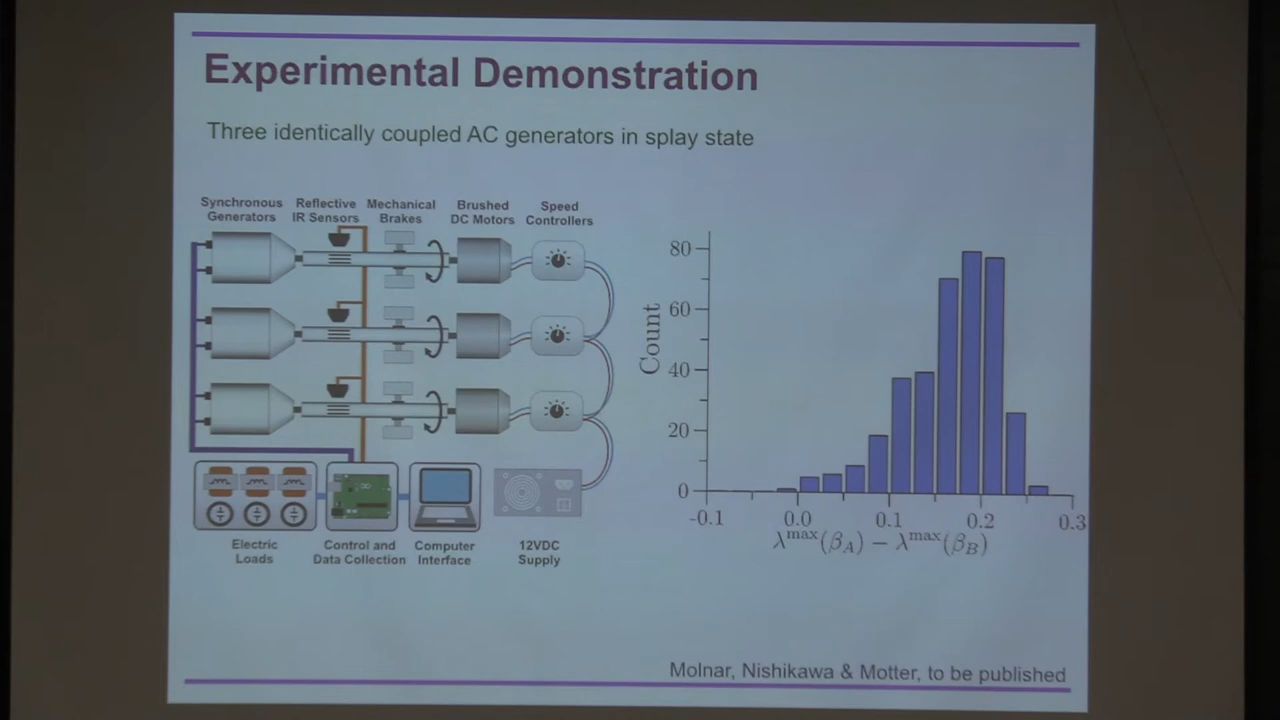 Experimental Demonstration
Three identically coupled AC generators in splay state
Synchronous
Generators
Reflective
IR Sensors
Mechanical
Brakes
Brushed
DC Motors
Speed
Controllers
Electric
Loads
Control and
Data Collection
Computer
Interface
12VDC
Supply
Count
80
60
40
20
0
-0.1
0.0
0.1
0.2
0.3
λ^max(β_A) − λ^max(β_B)
Molnar, Nishikawa & Motter, to be published